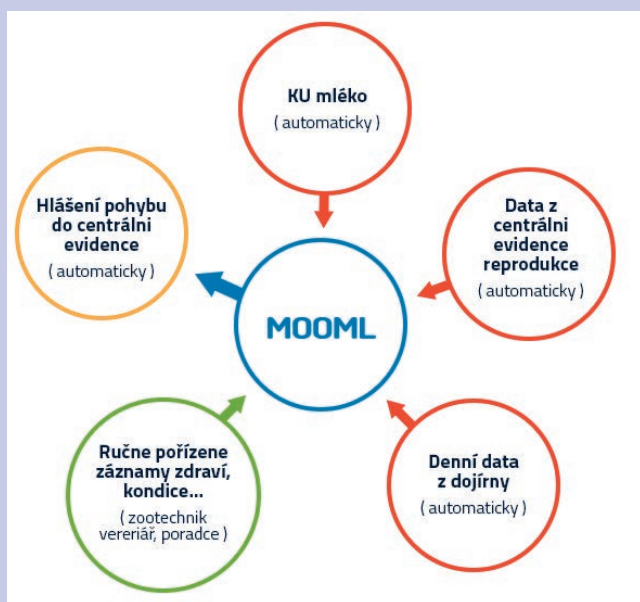 KU mléko
( automaticky )
Hlášení pohybu
do centrálni
evidence
( automaticky )
Data z
centrálni
evidence
reprodukce
( automaticky )
MOOML
Ručne pořízene
záznamy zdraví,
kondice...
( zootechnik
vereriář, poradce )
Denní data
z dojírny
( automaticky )